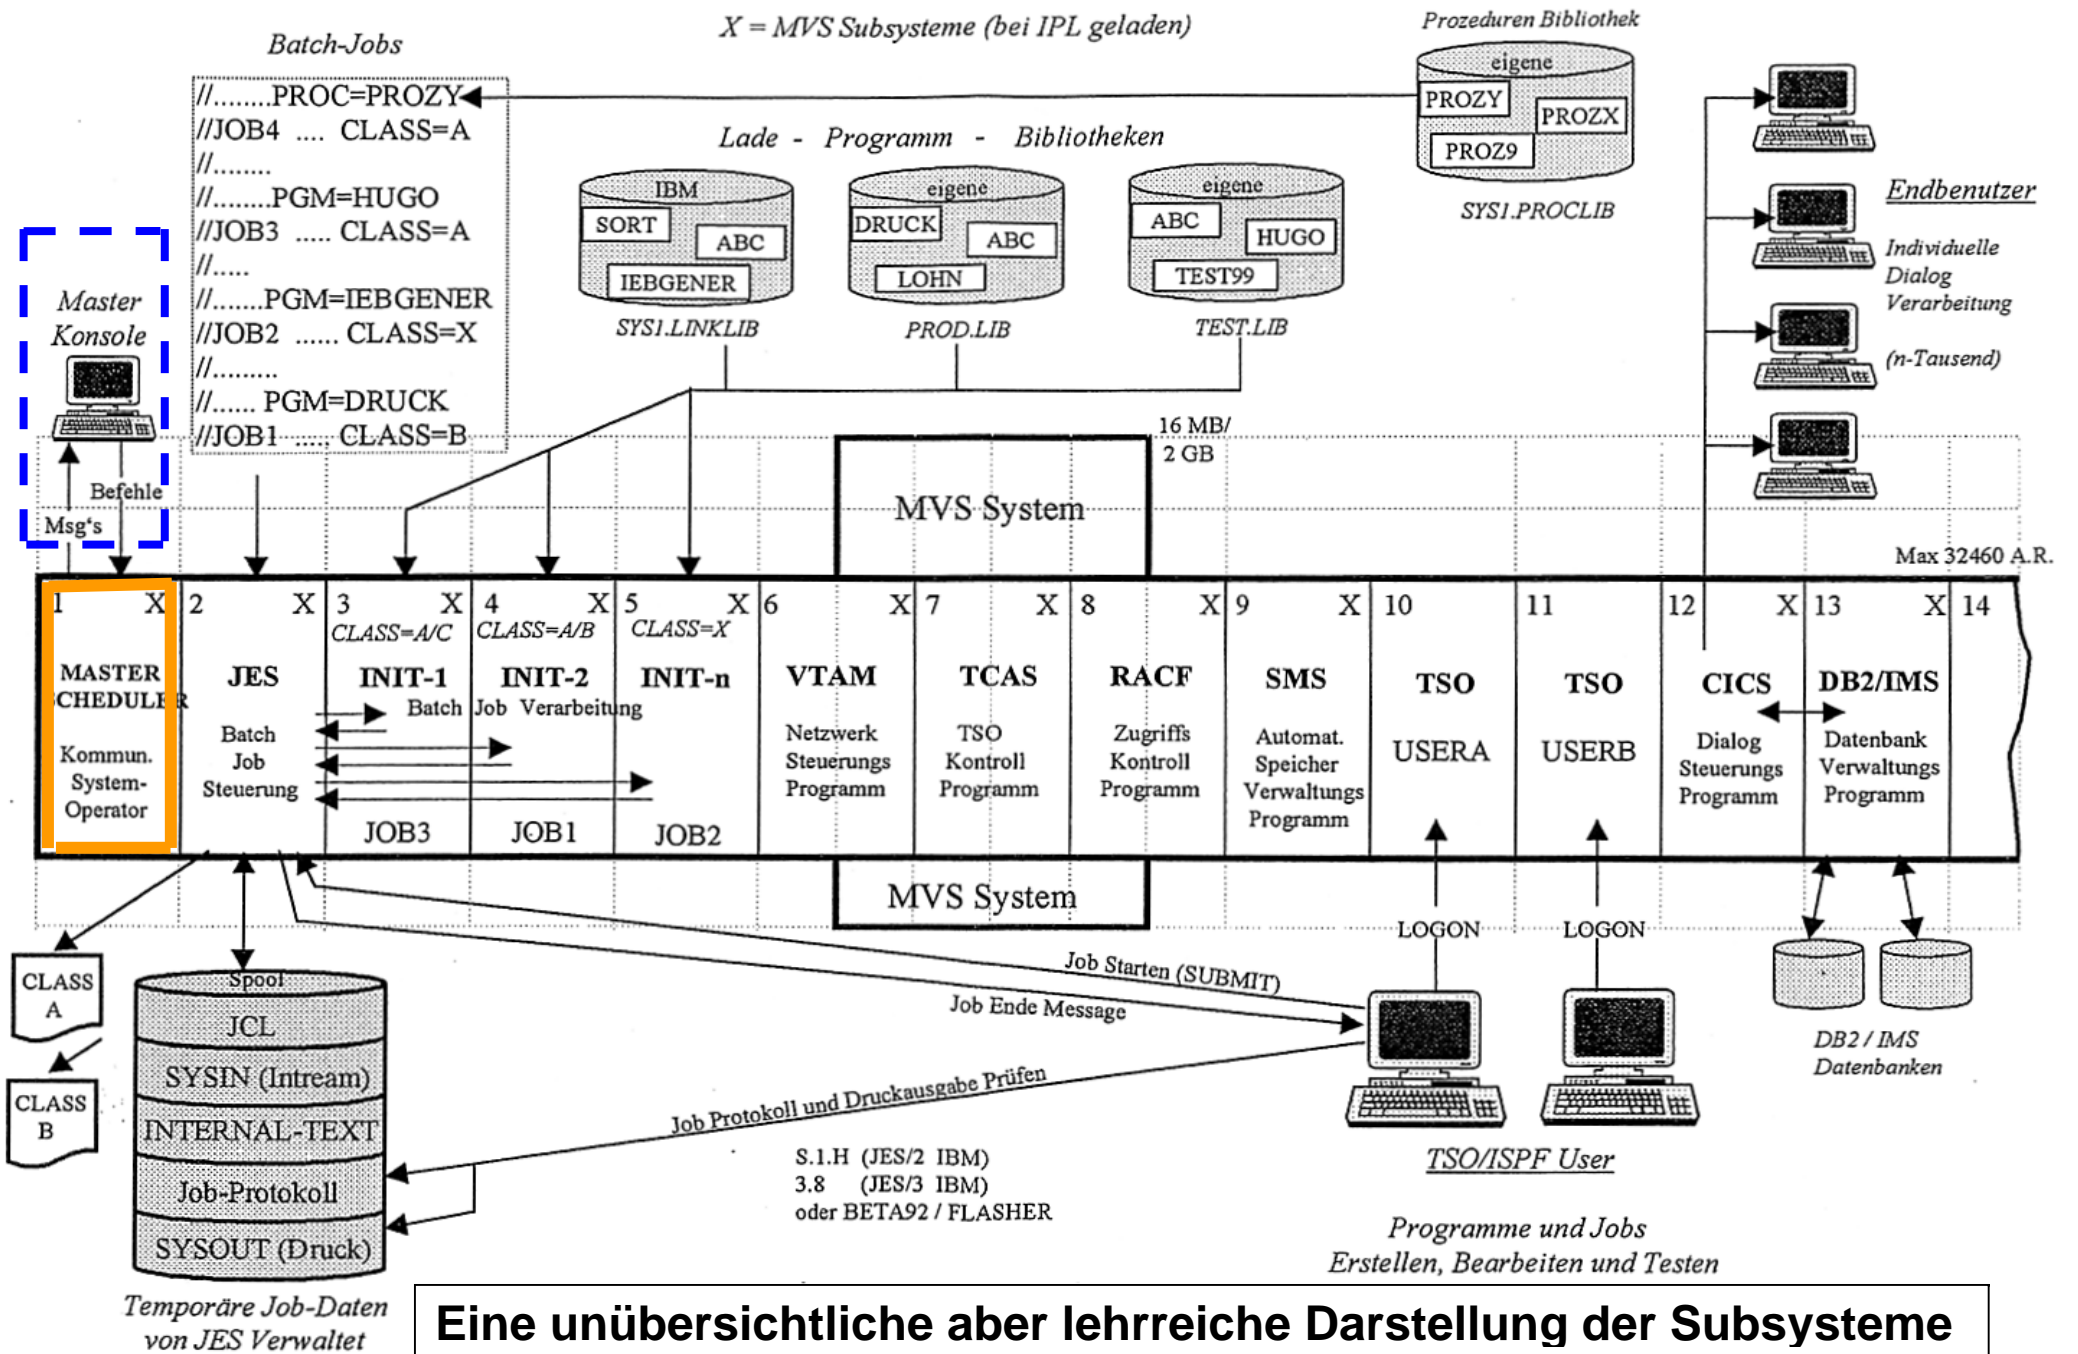 X = MVS Subsysteme (bei IPL geladen)
Batch-Jobs
//........PROC=PROZY
//JOB4 .... CLASS=A
//........
//........PGM=HUGO
//JOB3 ..... CLASS=A
//.....
//........PGM=IEBGENER
//JOB2 ...... CLASS=X
//.........
//...... PGM=DRUCK
//JOB1 ..... CLASS=B
Prozeduren Bibliothek
eigene
PROZY
PROZX
PROZ9
SYS1.PROCLIB
Lade - Programm - Bibliotheken
IBM
SORT
ABC
IEBGENER
SYS1.LINKLIB
eigene
DRUCK
ABC
LOHN
PROD.LIB
eigene
ABC
HUGO
TEST99
TEST.LIB
Endbenutzer
Individuelle
Dialog
Verarbeitung
(n-Tausend)
Master
Konsole
Befehle
Msg's
16 MB/
2 GB
MVS System
Max 32460 A.R.
1 X
MASTER
SCHEDULER
Kommun.
System-
Operator
2 X
JES
Batch
Job
Steuerung
3 X
CLASS=A/C
INIT-1
JOB3
4 X
CLASS=A/B
INIT-2
JOB1
5 X
CLASS=X
INIT-n
JOB2
Batch Job Verarbeitung
6 X
VTAM
Netzwerk
Steuerungs
Programm
7 X
TCAS
TSO
Kontroll
Programm
8 X
RACF
Zugriffs
Kontroll
Programm
9 X
SMS
Automat.
Speicher
Verwaltungs
Programm
10
TSO
USERA
11
TSO
USERB
12 X
CICS
Dialog
Steuerungs
Programm
13 X
DB2/IMS
Datenbank
Verwaltungs
Programm
14
MVS System
LOGON
LOGON
Job Starten (SUBMIT)
Job Ende Message
Job Protokoll und Druckausgabe Prüfen
CLASS
A
CLASS
B
Spool
JCL
SYSIN (Intream)
INTERNAL-TEXT
Job-Protokoll
SYSOUT (Druck)
Temporäre Job-Daten
von JES Verwaltet
S.1.H (JES/2 IBM)
3.8 (JES/3 IBM)
oder BETA92 / FLASHER
TSO/ISPF User
Programme und Jobs
Erstellen, Bearbeiten und Testen
DB2 / IMS
Datenbanken
Eine unübersichtliche aber lehrreiche Darstellung der Subsysteme